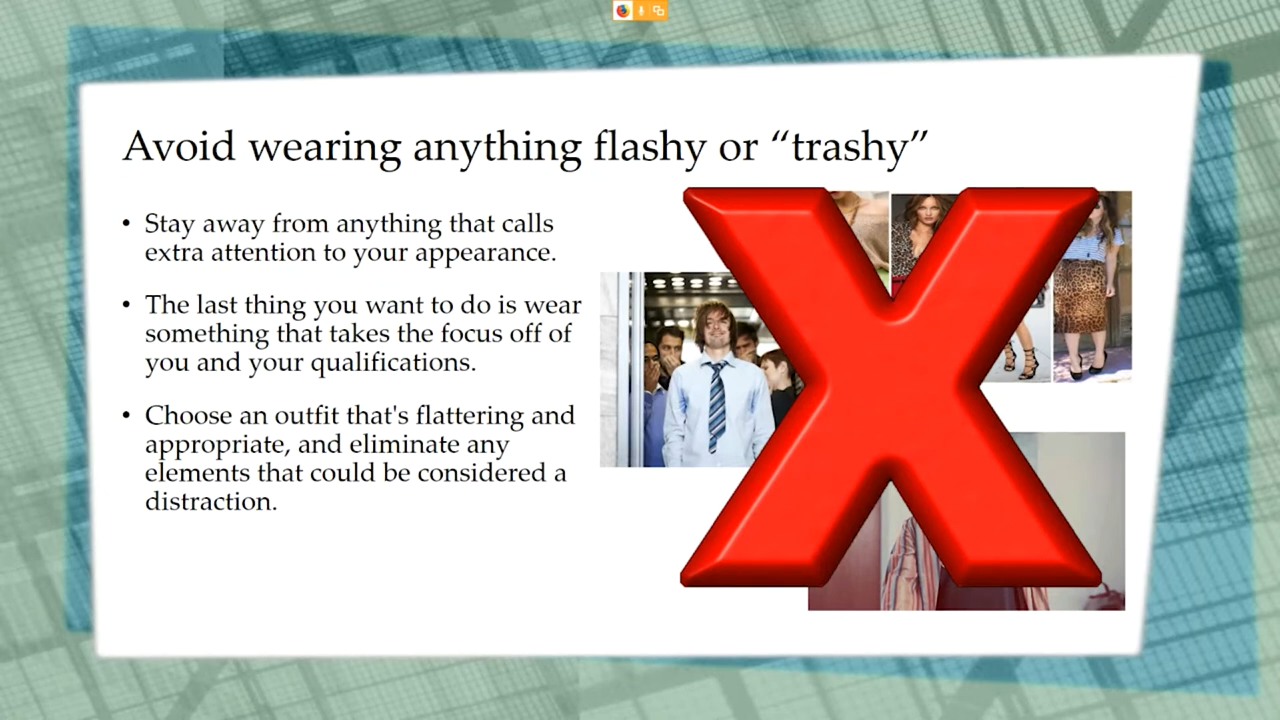 Avoid wearing anything flashy or “trashy”
• Stay away from anything that calls
extra attention to your appearance.
• The last thing you want to do is wear
something that takes the focus off of
you and your qualifications.
• Choose an outfit that's flattering and
appropriate, and eliminate any
elements that could be considered a
distraction.
X